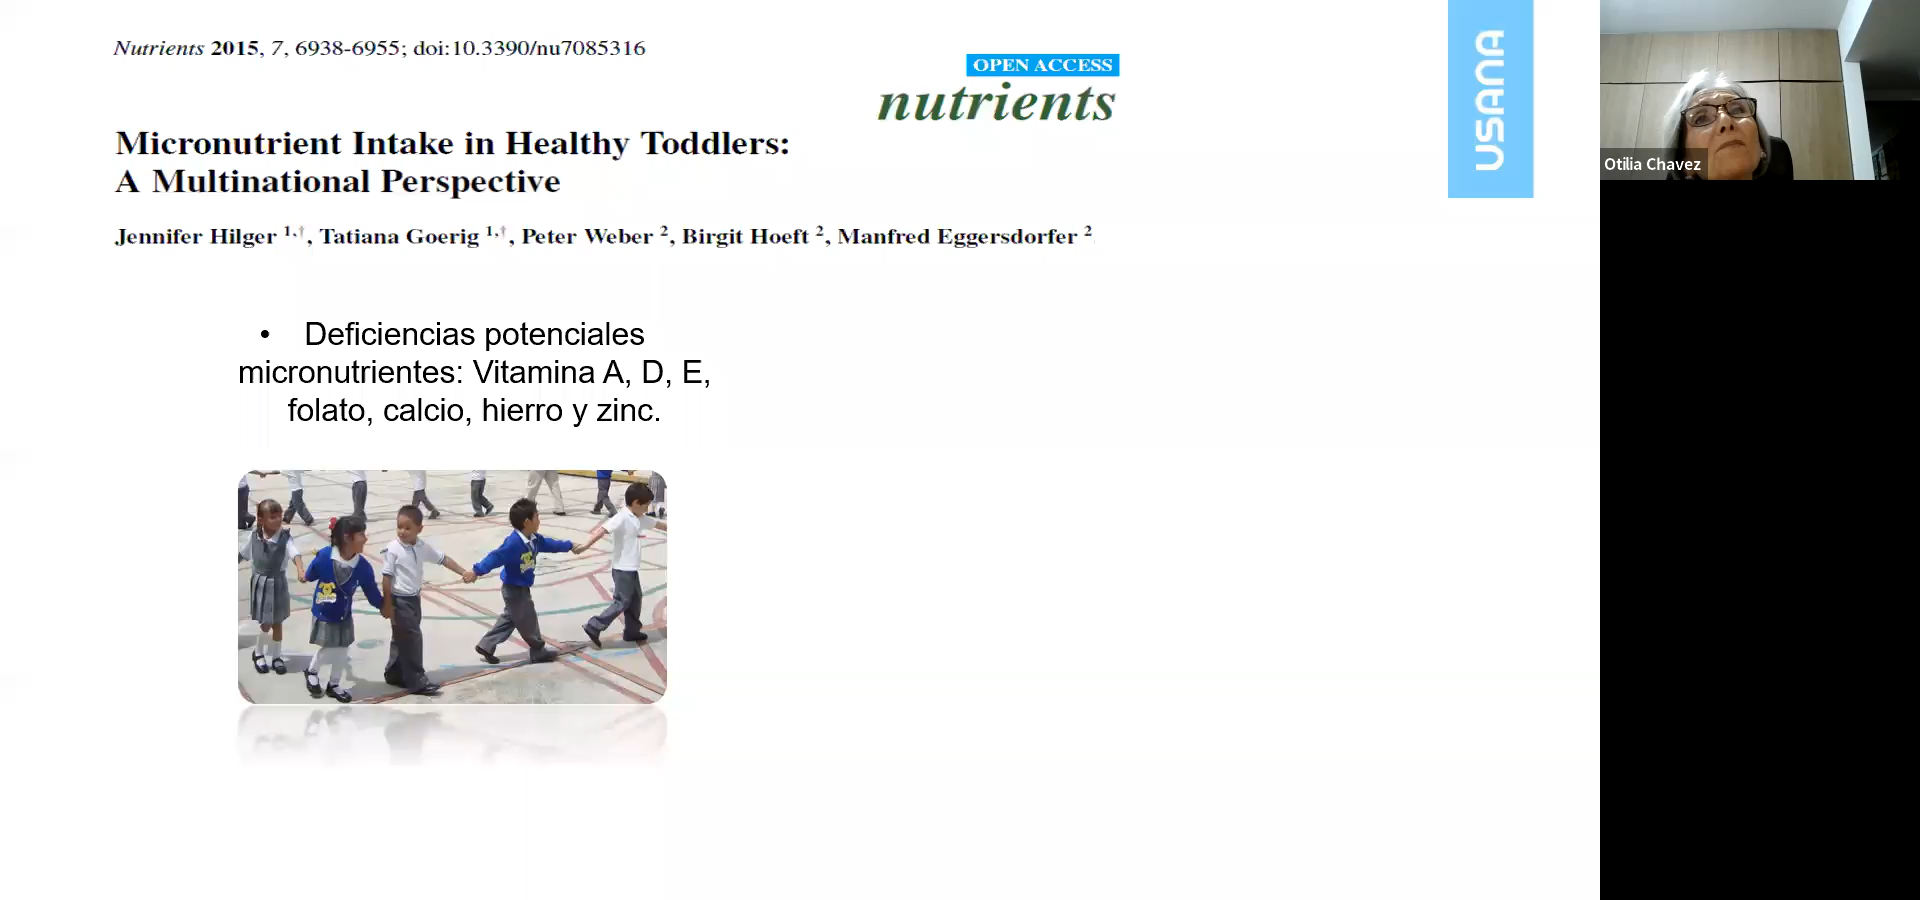 Nutrients 2015, 7, 6938-6955; doi:10.3390/nu7085316
OPEN ACCESS
nutrients
USANA
Micronutrient Intake in Healthy Toddlers:
A Multinational Perspective
Jennifer Hilger 1,†, Tatiana Goerig 1,†, Peter Weber 2, Birgit Hoeft 2, Manfred Eggersdorfer 2
• Deficiencias potenciales
micronutrientes: Vitamina A, D, E,
folato, calcio, hierro y zinc.
Otilia Chavez